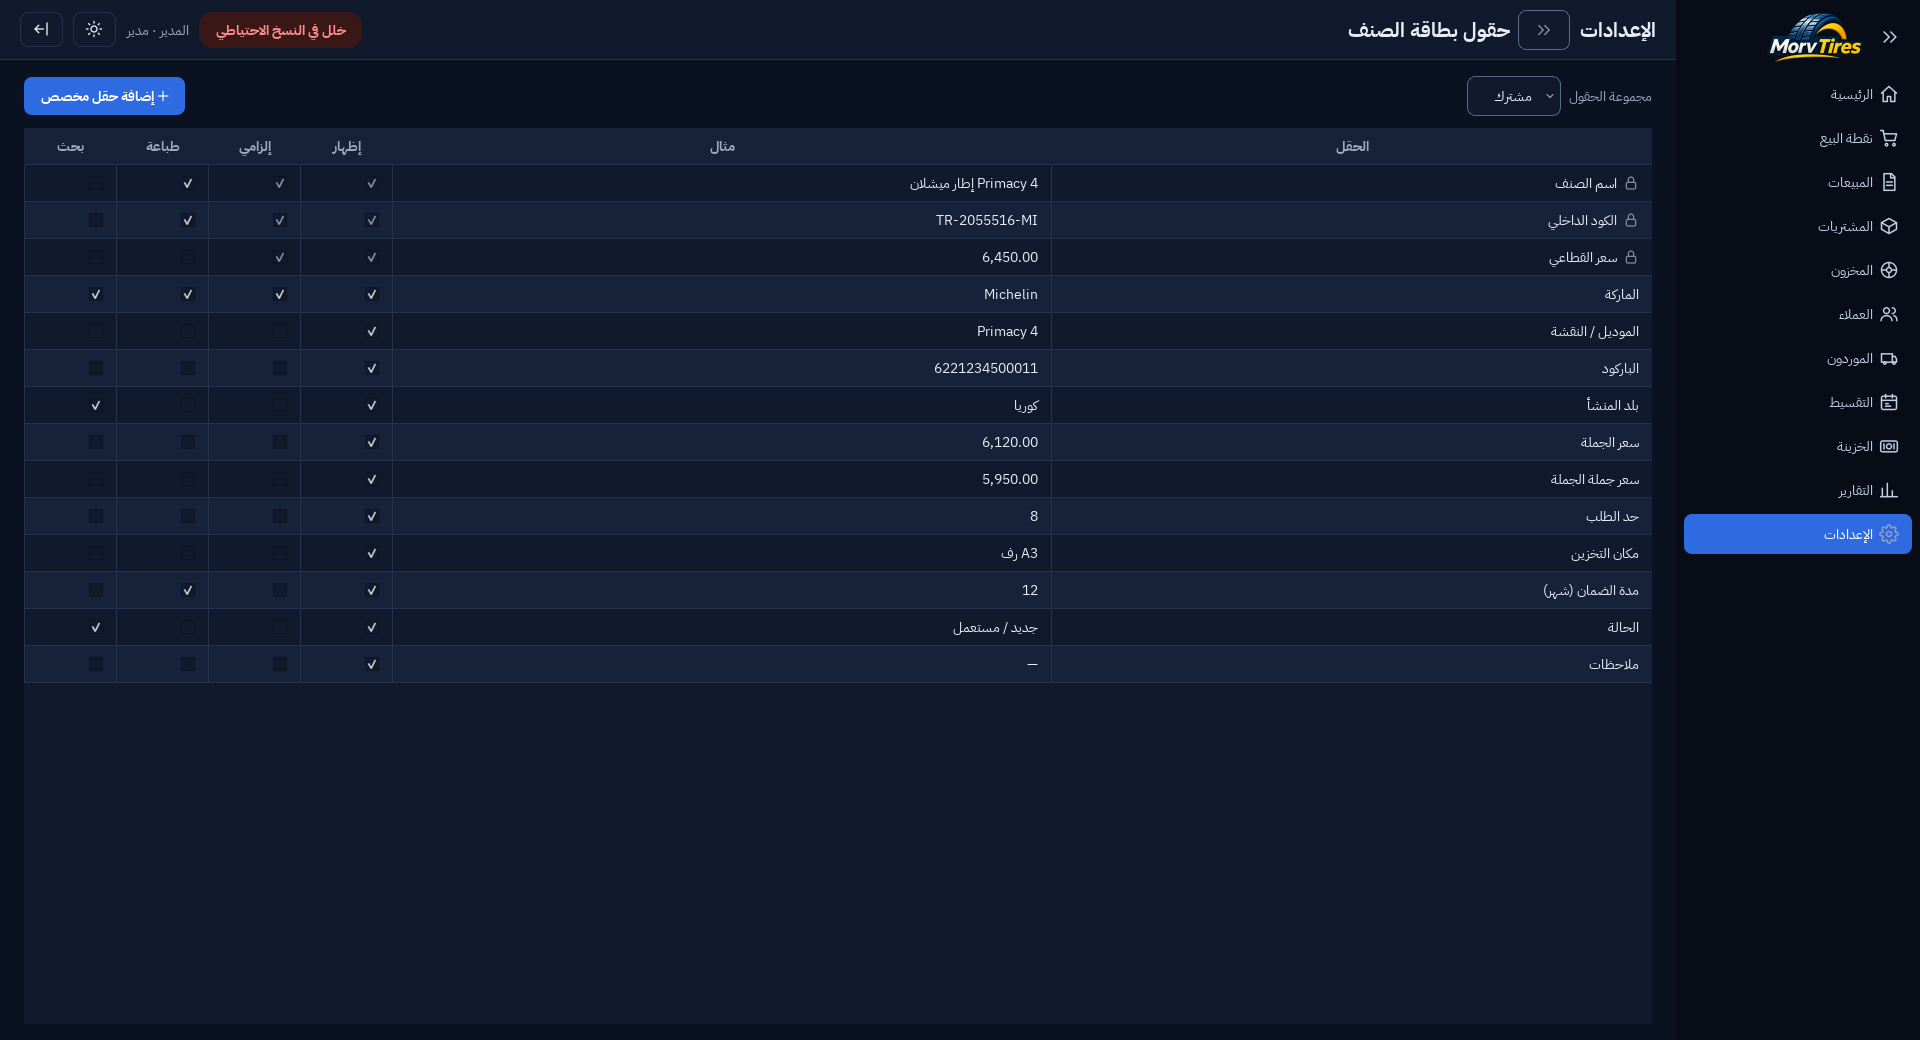 Morv Tires
الرئيسية
نقطة البيع
المبيعات
المشتريات
المخزون
العملاء
الموردون
التقسيط
الخزينة
التقارير
الإعدادات
الإعدادات
حقول بطاقة الصنف
خلل في النسخ الاحتياطي
المدير · مدير
مجموعة الحقول
مشترك
إضافة حقل مخصص
الحقل مثال إظهار إلزامي طباعة بحث
اسم الصنف Primacy 4 إطار ميشلان
الكود الداخلي TR-2055516-MI
سعر القطاعي 6,450.00
الماركة Michelin
الموديل / النقشة Primacy 4
الباركود 6221234500011
بلد المنشأ كوريا
سعر الجملة 6,120.00
سعر جملة الجملة 5,950.00
حد الطلب 8
مكان التخزين A3 رف
مدة الضمان (شهر) 12
الحالة جديد / مستعمل
ملاحظات —